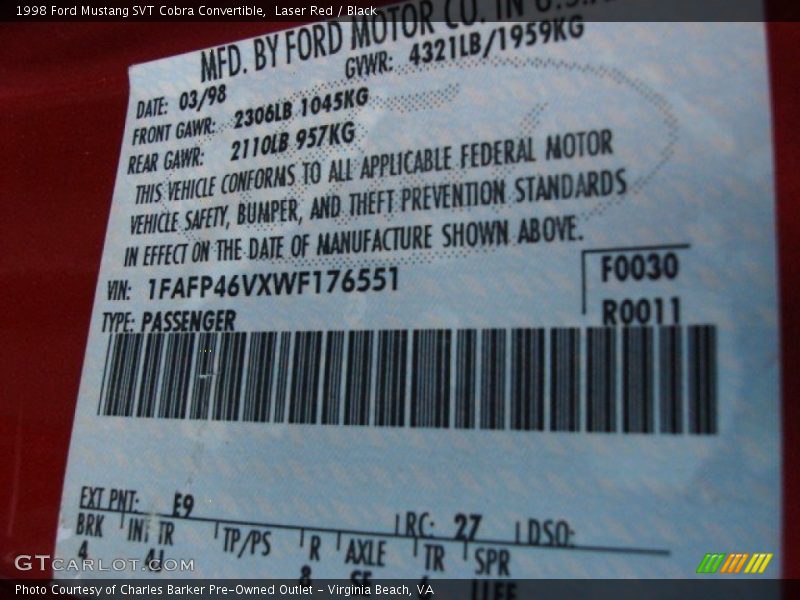 1998 Ford Mustang SVT Cobra Convertible, Laser Red / Black
MFD. BY FORD MOTOR CO. IN U.S.A.
DATE: 03/98 GVWR: 4321LB/1959KG
FRONT GAWR: 2306LB 1045KG
REAR GAWR: 2110LB 957KG
THIS VEHICLE CONFORMS TO ALL APPLICABLE FEDERAL MOTOR
VEHICLE SAFETY, BUMPER, AND THEFT PREVENTION STANDARDS
IN EFFECT ON THE DATE OF MANUFACTURE SHOWN ABOVE.
VIN: 1FAFP46VXWF176551 F0030
TYPE: PASSENGER R0011
EXT PNT: E9 RC: 27 DSO:
BRK INT TR TP/PS R AXLE TR SPR
4
GTCARLOT.COM
Photo Courtesy of Charles Barker Pre-Owned Outlet - Virginia Beach, VA